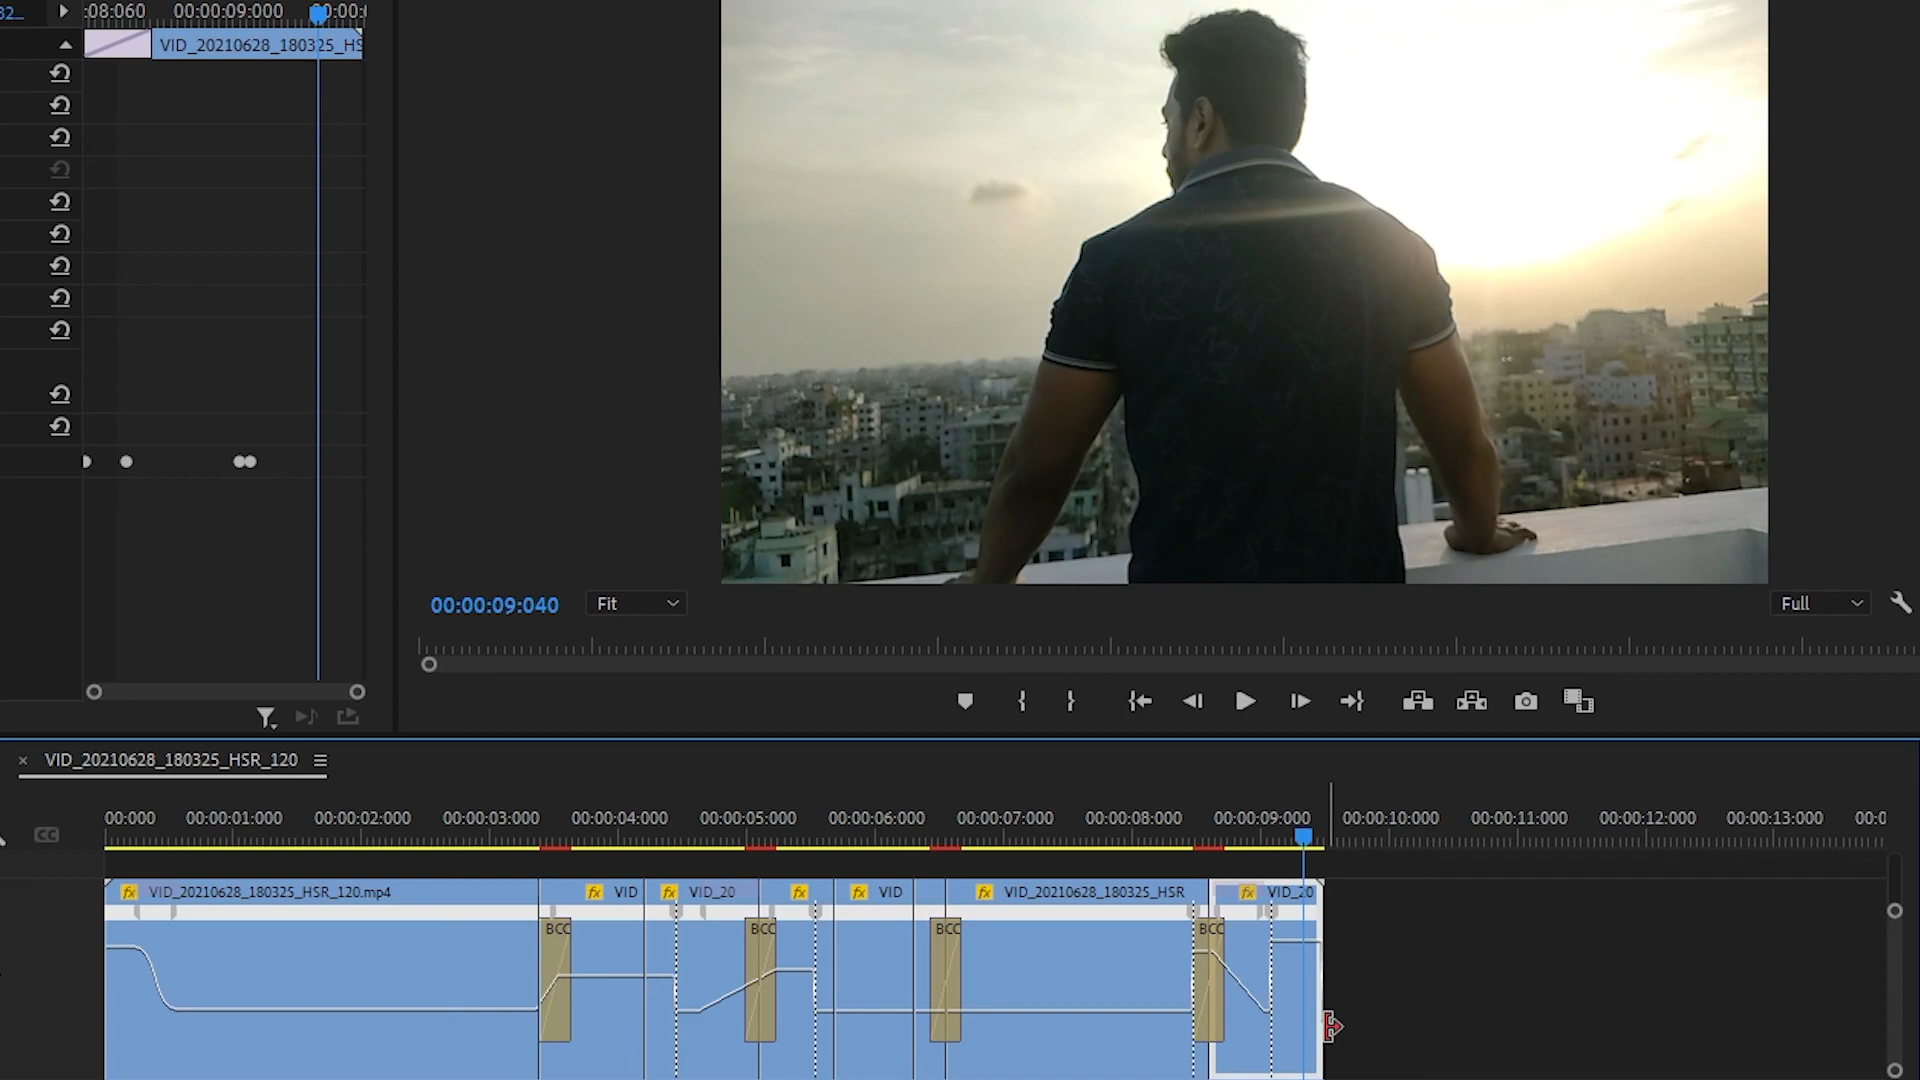 32...
:08:060 00:00:09:000 00:00:(
VID_20210628_180325_HS
00:00:09:040 Fit Full
× VID_20210628_180325_HSR_120
00:000 00:00:01:000 00:00:02:000 00:00:03:000 00:00:04:000 00:00:05:000 00:00:06:000 00:00:07:000 00:00:08:000 00:00:09:000 00:00:10:000 00:00:11:000 00:00:12:000 00:00:13:000 00:0
CC
fx VID_20210628_180325_HSR_120.mp4 fx VID fx VID_20 fx fx VID fx VID_20210628_180325_HSR fx VID_20
BCC BCC BCC BCC